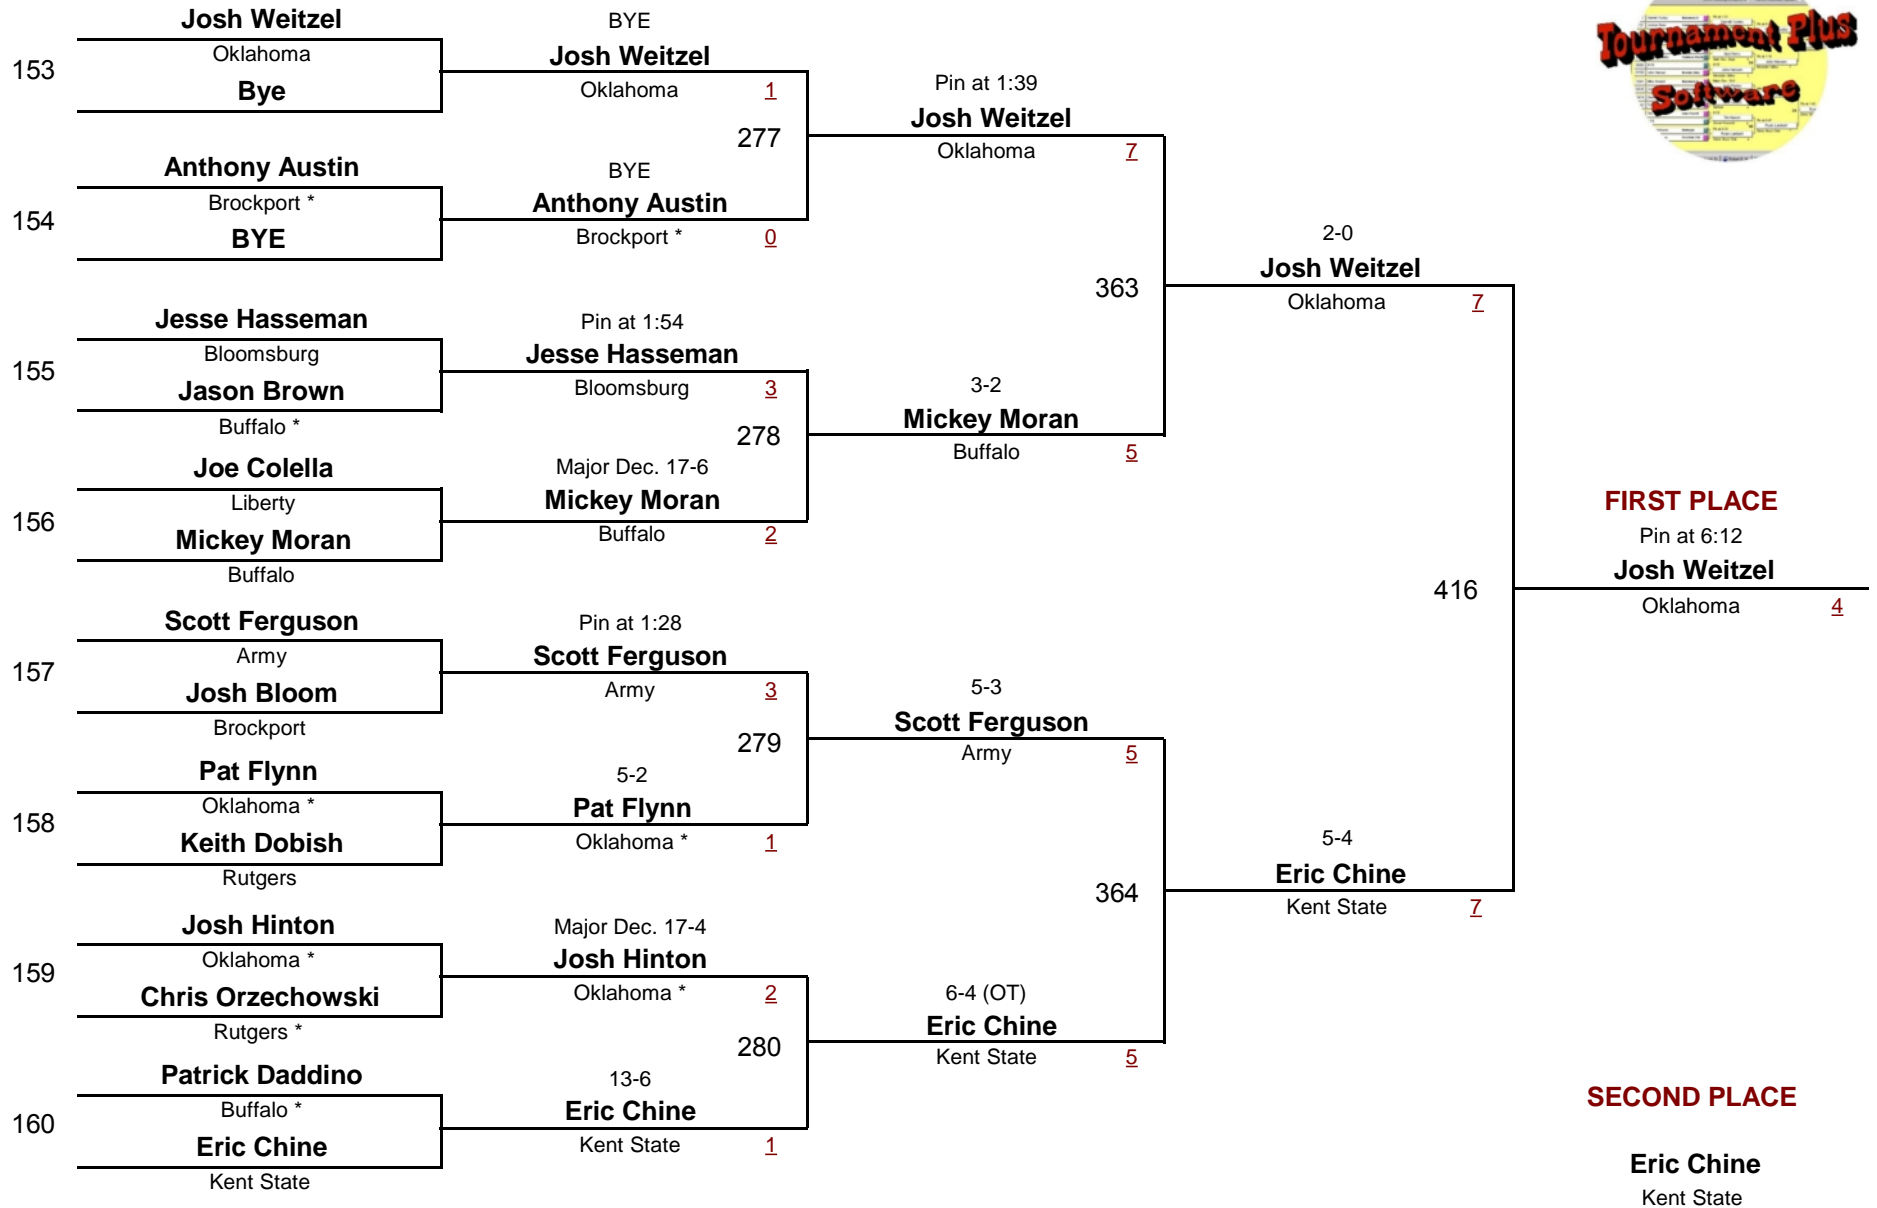 Josh Weitzel
153
Oklahoma
Bye
Anthony Austin
154
Brockport *
BYE
Jesse Hasseman
155
Bloomsburg
Jason Brown
Buffalo *
Joe Colella
156
Liberty
Mickey Moran
Buffalo
Scott Ferguson
157
Army
Josh Bloom
Brockport
Pat Flynn
158
Oklahoma *
Keith Dobish
Rutgers
Josh Hinton
159
Oklahoma *
Chris Orzechowski
Rutgers *
Patrick Daddino
160
Buffalo *
Eric Chine
Kent State
BYE
Josh Weitzel
Oklahoma 1
277
BYE
Anthony Austin
Brockport * 0
Pin at 1:54
Jesse Hasseman
Bloomsburg 3
278
Major Dec. 17-6
Mickey Moran
Buffalo 2
Pin at 1:28
Scott Ferguson
Army 3
279
5-2
Pat Flynn
Oklahoma * 1
Major Dec. 17-4
Josh Hinton
Oklahoma * 2
280
13-6
Eric Chine
Kent State 1
Pin at 1:39
Josh Weitzel
Oklahoma 7
363
3-2
Mickey Moran
Buffalo 5
5-3
Scott Ferguson
Army 5
364
6-4 (OT)
Eric Chine
Kent State 5
2-0
Josh Weitzel
Oklahoma 7
416
5-4
Eric Chine
Kent State 7
Tournament Plus
Software
FIRST PLACE
Pin at 6:12
Josh Weitzel
Oklahoma 4
SECOND PLACE
Eric Chine
Kent State